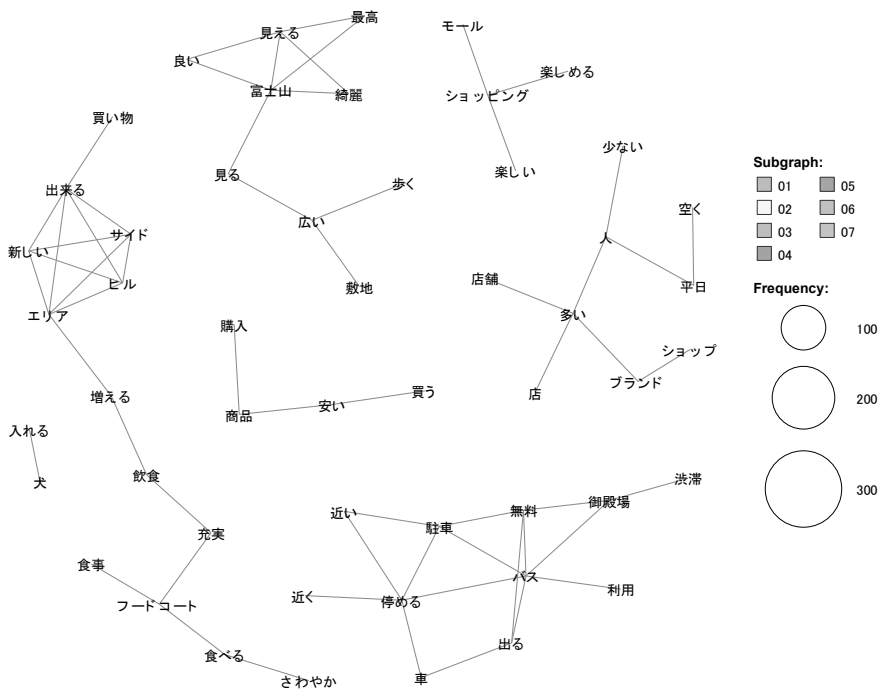 最高
見える
良い
富士山
綺麗
モール
楽しめる
ショッピング
楽しい
買い物
見る
歩く
広い
敷地
出来る
サイド
新しい
ヒル
エリア
少ない
空く
人
平日
店舗
多い
ショップ
ブランド
店
購入
買う
安い
商品
増える
入れる
犬
飲食
充実
食事
フードコート
食べる
さわやか
渋滞
御殿場
無料
近い
駐車
バス
利用
近く
停める
出る
車
Subgraph:
01
05
02
06
03
07
04
Frequency:
100
200
300